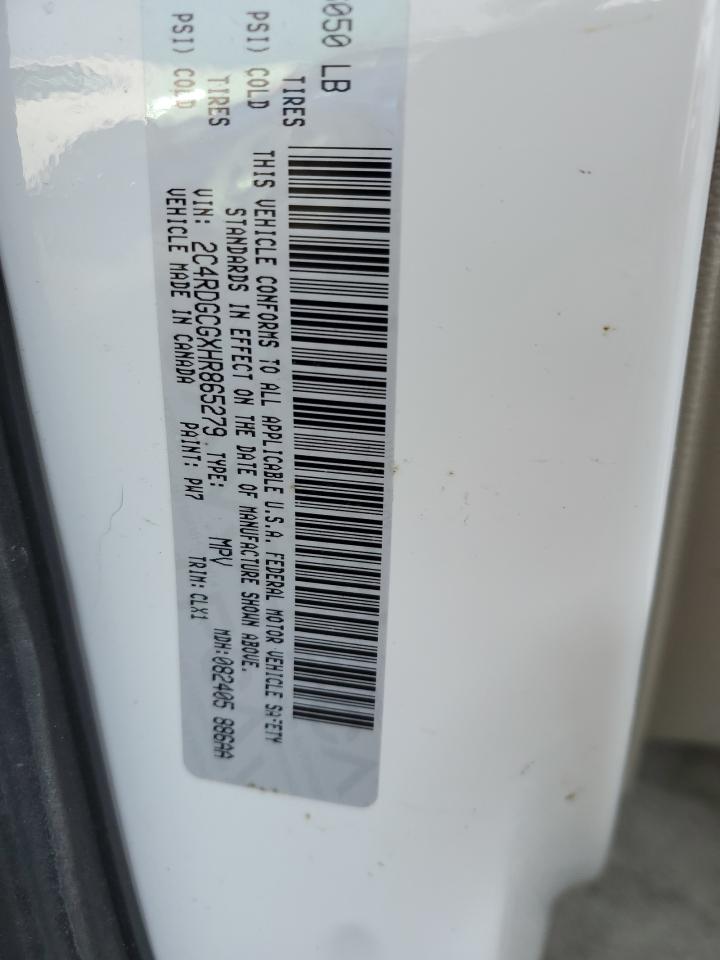 050 LB
TIRES
PSI) COLD
TIRES
PSI) COLD
THIS VEHICLE CONFORMS TO ALL APPLICABLE U.S.A. FEDERAL MOTOR VEHICLE SAFETY
STANDARDS IN EFFECT ON THE DATE OF MANUFACTURE SHOWN ABOVE.
VIN: 2C4RDGCGXHR865279 TYPE: MPV MDH:082405 886AA
VEHICLE MADE IN CANADA PAINT: PW7 TRIM: CLX1